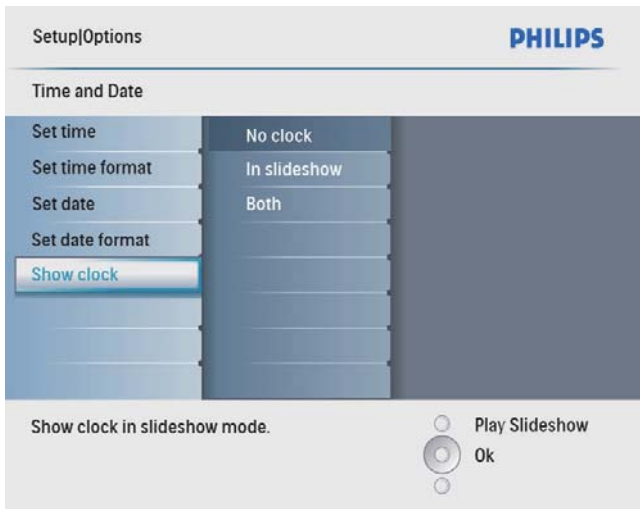 Setup|Options
PHILIPS
Time and Date
Set time
No clock
Set time format
In slideshow
Set date
Both
Set date format
Show clock
Show clock in slideshow mode.
Play Slideshow
Ok